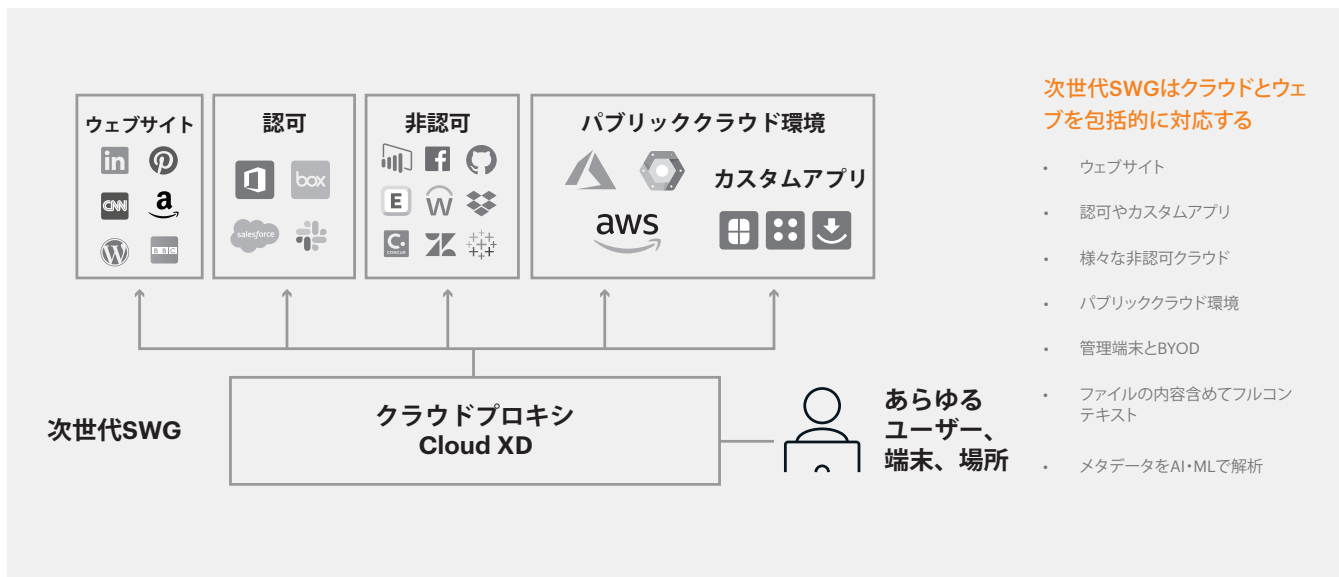 ウェブサイト
認可
非認可
パブリッククラウド環境
カスタムアプリ
in
CNN
a
BBC
box
salesforce
E
C.
CONCUR
aws
次世代SWG
クラウドプロキシ
Cloud XD
あらゆる
ユーザー、
端末、場所
次世代SWGはクラウドとウェ
ブを包括的に対応する
• ウェブサイト
• 認可やカスタムアプリ
• 様々な非認可クラウド
• パブリッククラウド環境
• 管理端末とBYOD
• ファイルの内容含めてフルコン
テキスト
• メタデータをAI・MLで解析